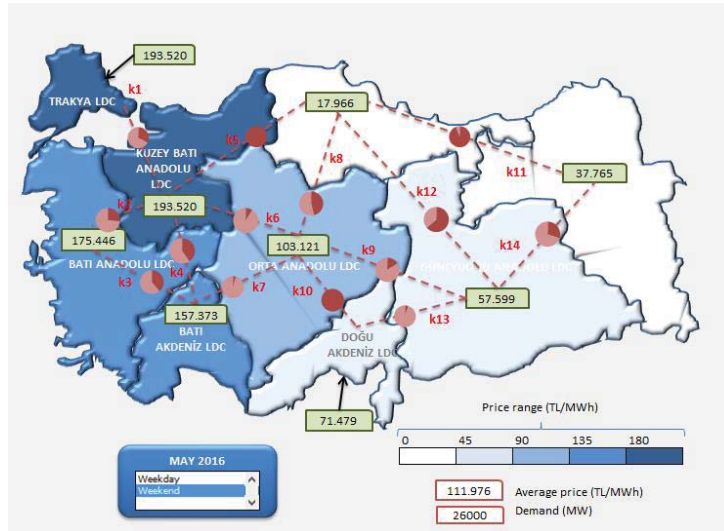 193.520
k1
TRAKYA LDC
17.966
k5
KUZEY BATI
ANADOLU
LDC
k8
k11
37.765
k12
k2
193.520
k6
175.446
103.121
k14
BATI ANADOLU LDC
k4
ORTA ANADOLU LDC
k9
GÜNEYDOĞU ANADOLU LDC
k3
k7
k10
57.599
157.373
k13
BATI
AKDENİZ LDC
DOĞU
AKDENİZ LDC
71.479
Price range (TL/MWh)
0 45 90 135 180
MAY 2016
Weekday
Weekend
111.976 Average price (TL/MWh)
26000 Demand (MW)